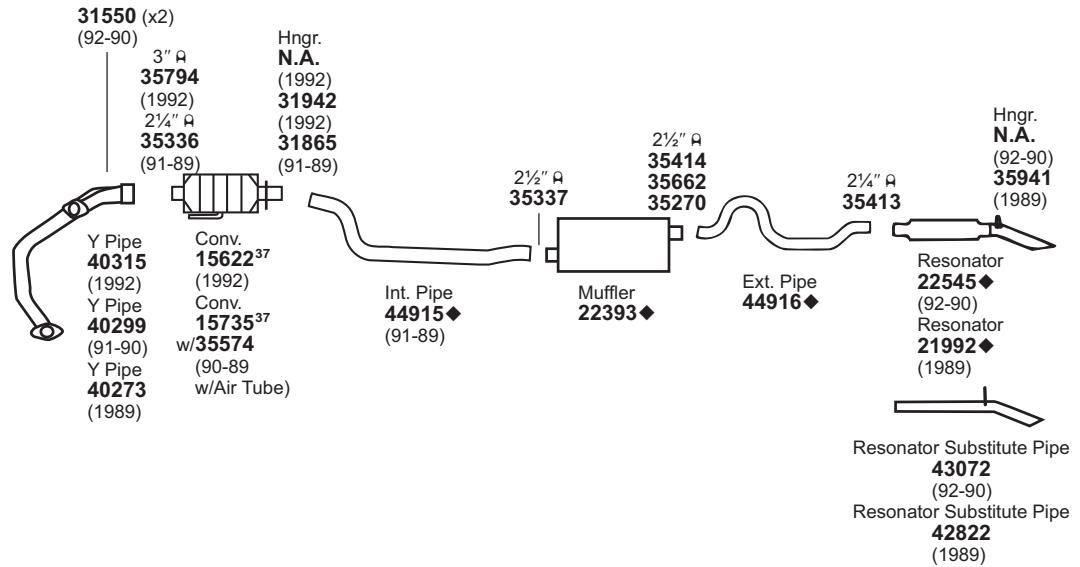 31550 (x2)
(92-90)
3″
35794
(1992)
2¼″
35336
(91-89)
Hngr.
N.A.
(1992)
31942
(1992)
31865
(91-89)
Y Pipe
40315
(1992)
Y Pipe
40299
(91-90)
Y Pipe
40273
(1989)
Conv.
15622³⁷
(1992)
Conv.
15735³⁷
w/35574
(90-89
w/Air Tube)
Int. Pipe
44915◆
(91-89)
2½″
35337
Muffler
22393◆
2½″
35414
35662
35270
Ext. Pipe
44916◆
2¼″
35413
Hngr.
N.A.
(92-90)
35941
(1989)
Resonator
22545◆
(92-90)
Resonator
21992◆
(1989)
Resonator Substitute Pipe
43072
(92-90)
Resonator Substitute Pipe
42822
(1989)